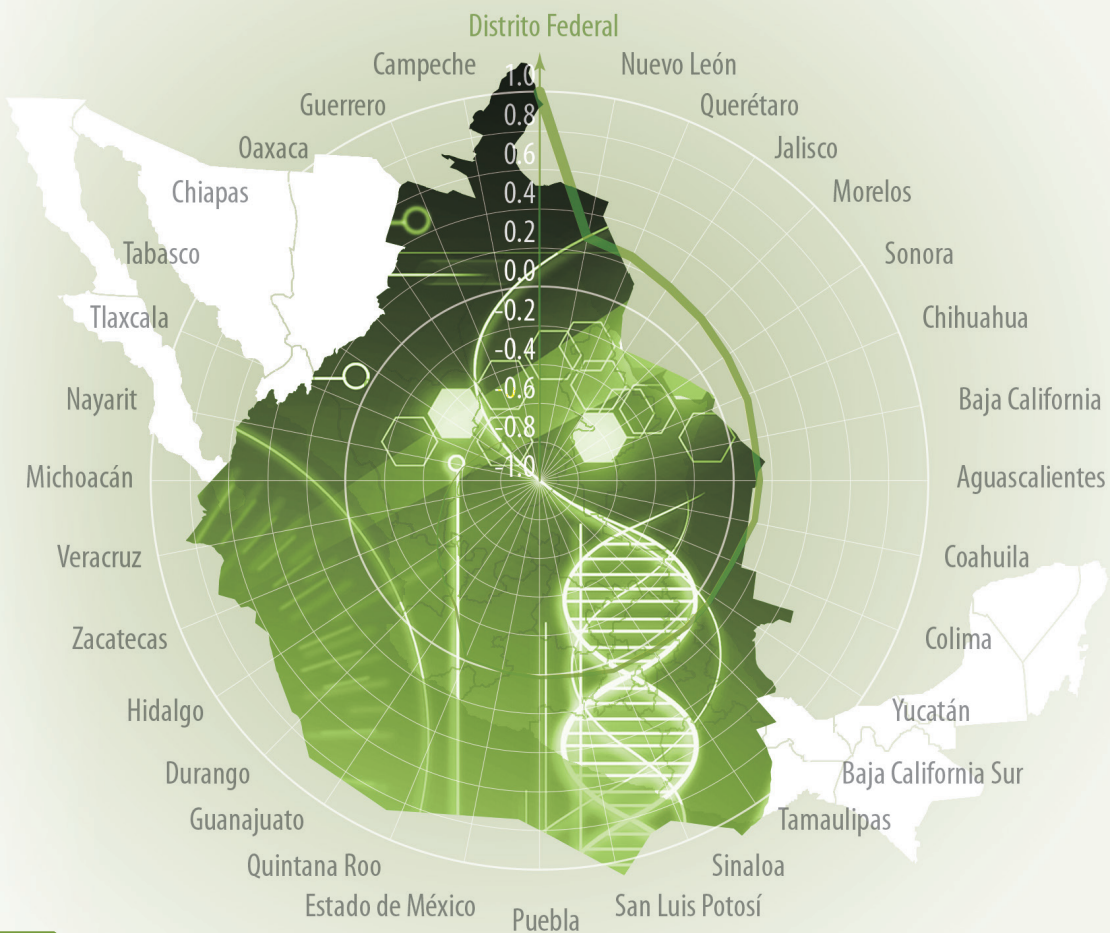 Distrito Federal
Campeche
Nuevo León
Guerrero
Querétaro
Oaxaca
Jalisco
Chiapas
Morelos
Tabasco
Sonora
Tlaxcala
Chihuahua
Nayarit
Baja California
Michoacán
Aguascalientes
Veracruz
Coahuila
Zacatecas
Colima
Hidalgo
Yucatán
Durango
Baja California Sur
Guanajuato
Tamaulipas
Quintana Roo
Sinaloa
Estado de México
San Luis Potosí
Puebla
1.0
0.8
0.6
0.4
0.2
0.0
-0.2
-0.4
-0.6
-0.8
-1.0